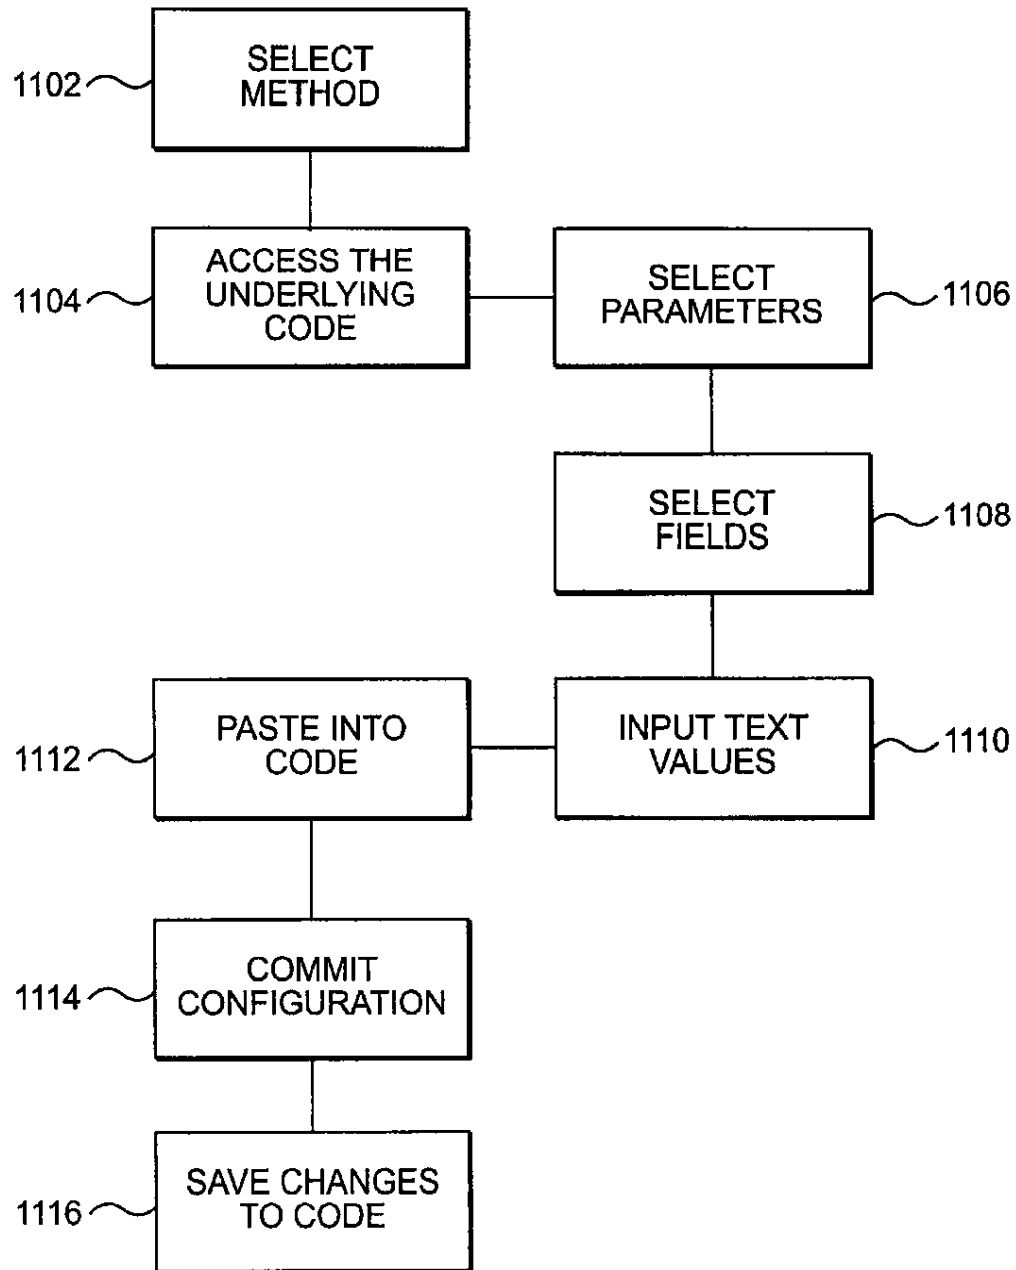 1102
SELECT
METHOD
1104
ACCESS THE
UNDERLYING
CODE
SELECT
PARAMETERS
1106
SELECT
FIELDS
1108
1112
PASTE INTO
CODE
INPUT TEXT
VALUES
1110
1114
COMMIT
CONFIGURATION
1116
SAVE CHANGES
TO CODE